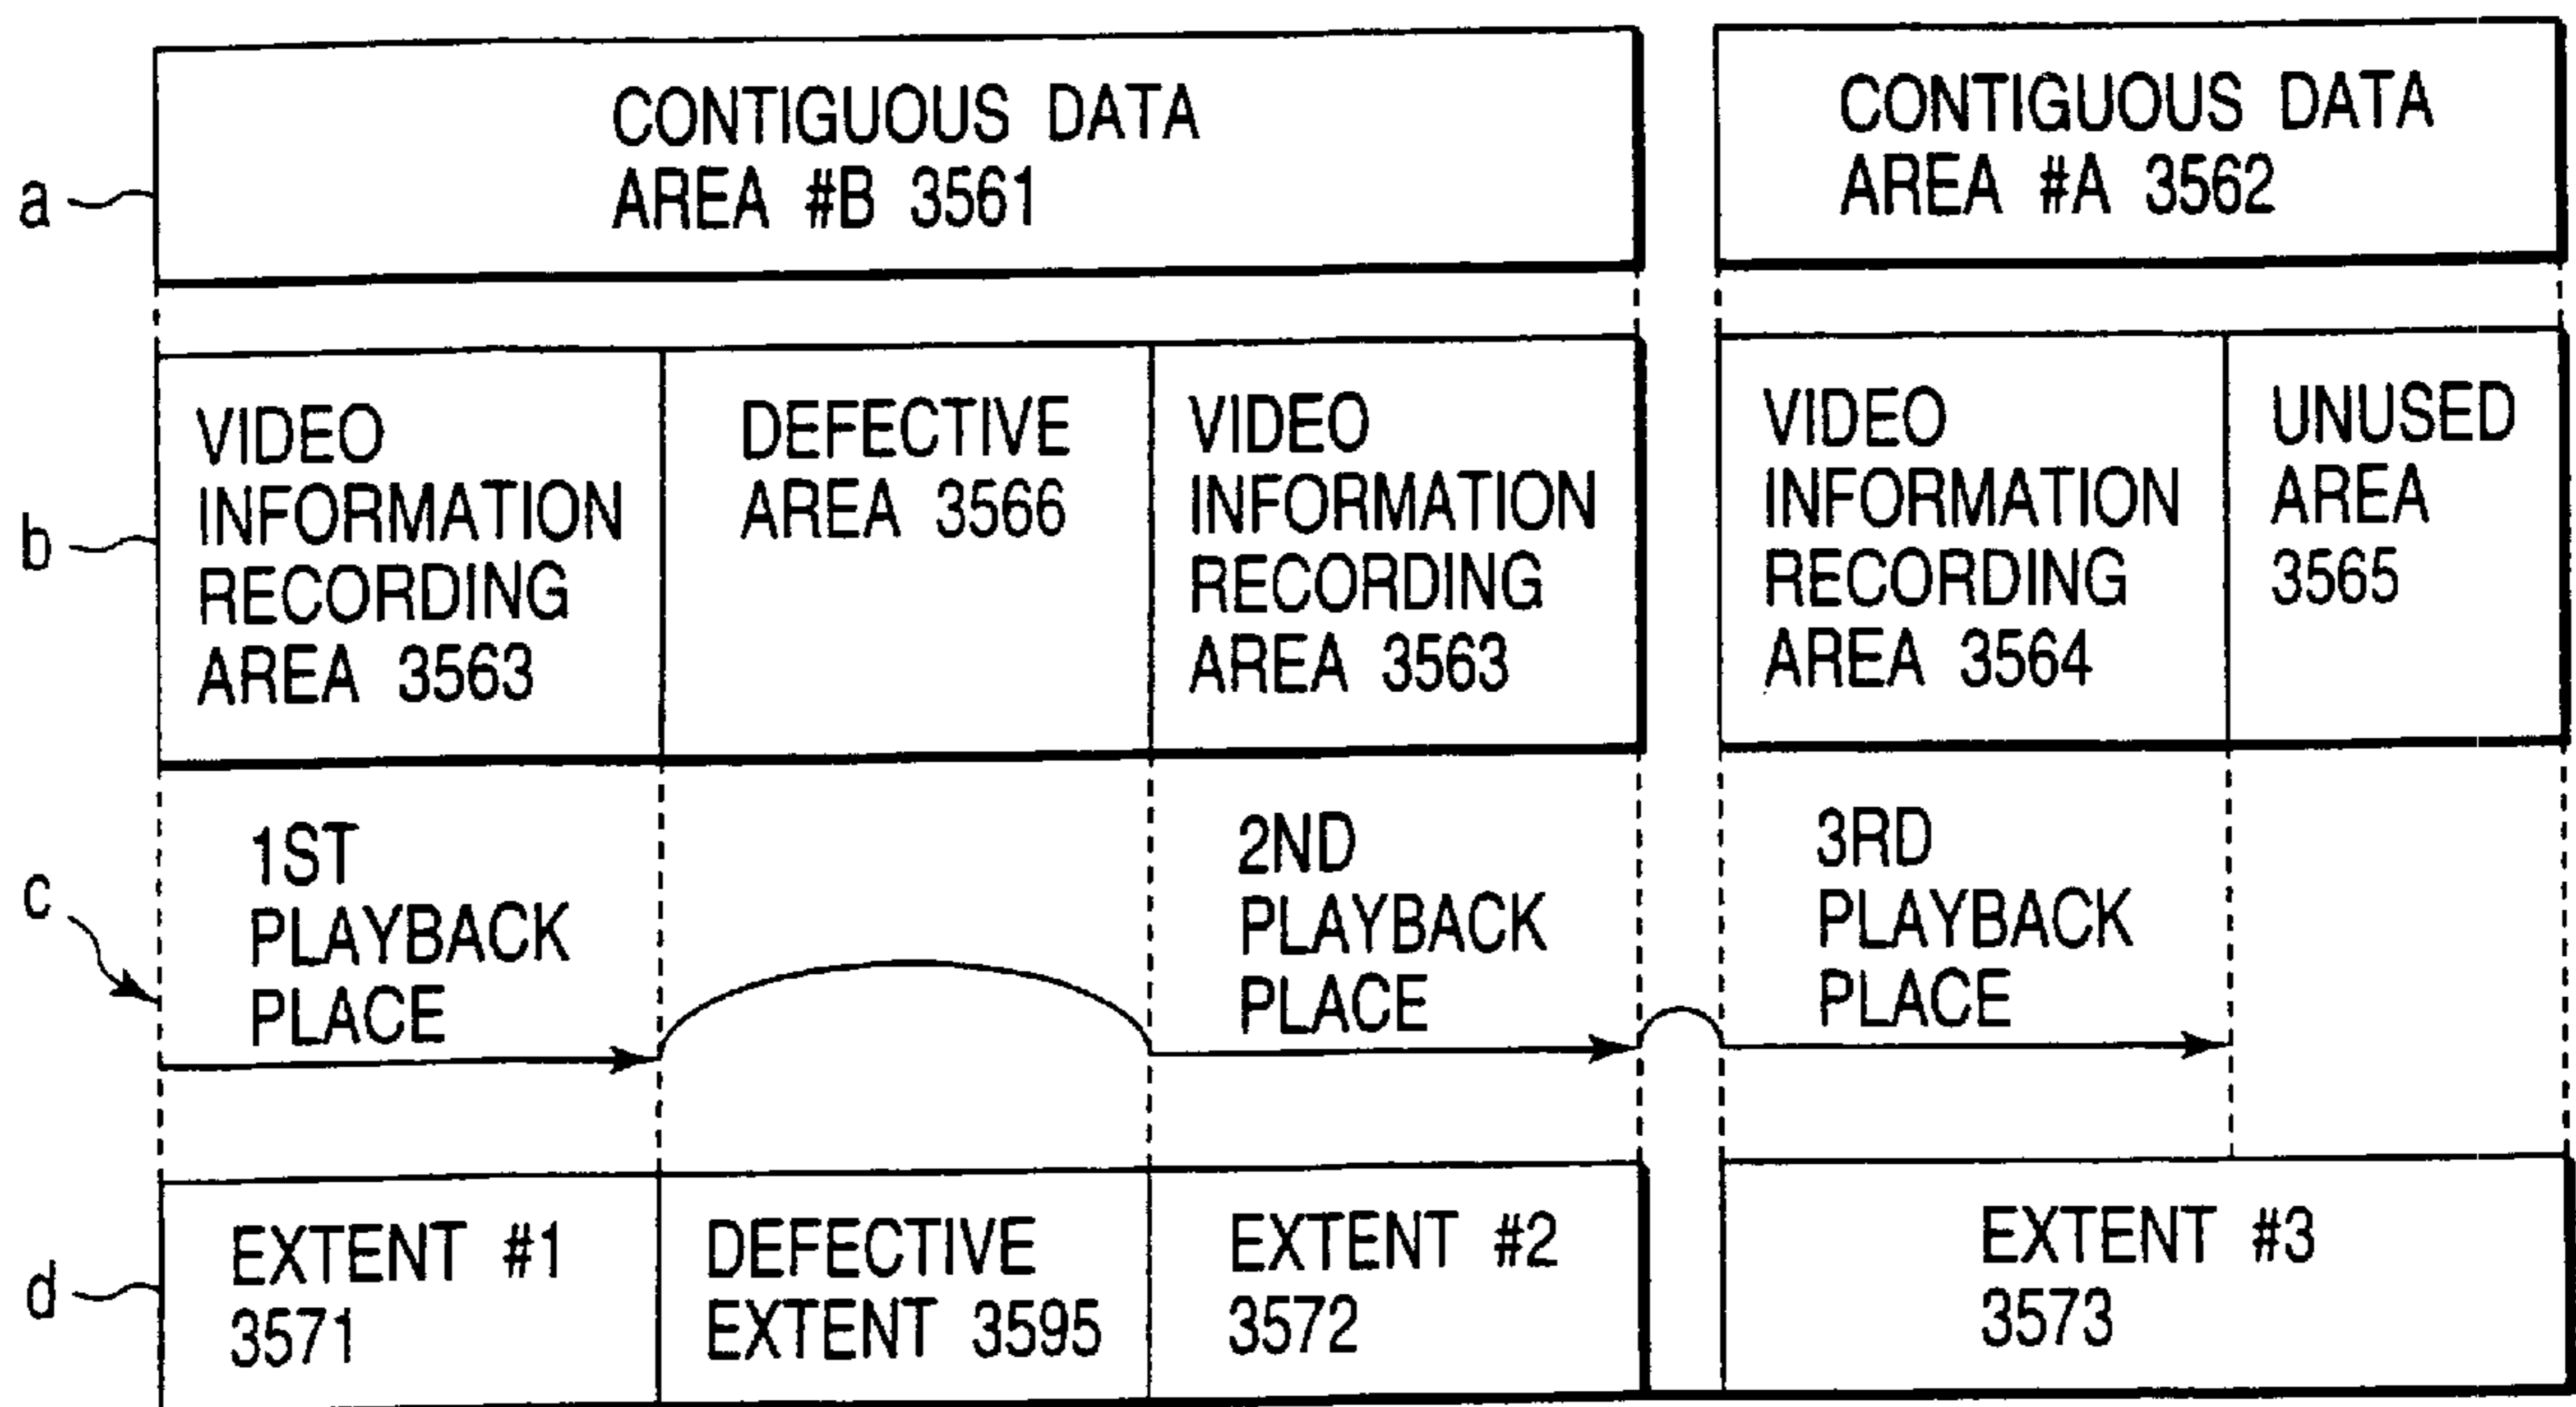 a
CONTIGUOUS DATA
AREA #B 3561
CONTIGUOUS DATA
AREA #A 3562
b
VIDEO
INFORMATION
RECORDING
AREA 3563
DEFECTIVE
AREA 3566
VIDEO
INFORMATION
RECORDING
AREA 3563
VIDEO
INFORMATION
RECORDING
AREA 3564
UNUSED
AREA
3565
c
1ST
PLAYBACK
PLACE
2ND
PLAYBACK
PLACE
3RD
PLAYBACK
PLACE
d
EXTENT #1
3571
DEFECTIVE
EXTENT 3595
EXTENT #2
3572
EXTENT #3
3573